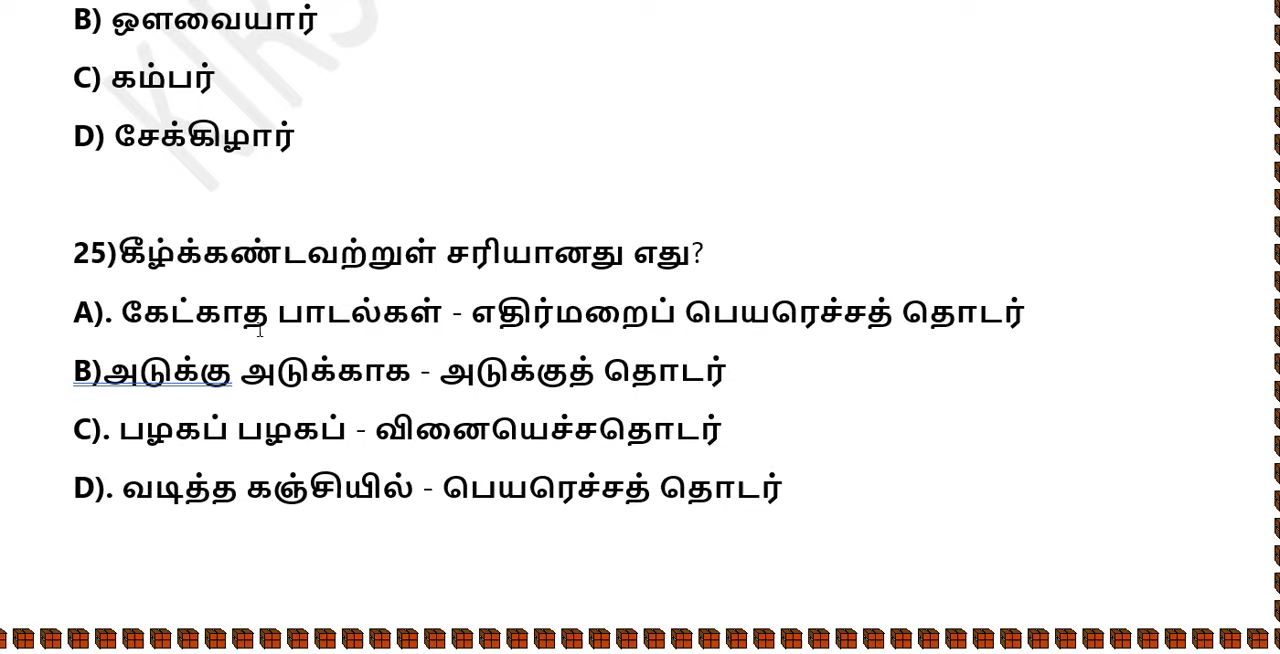 B) ஔவையார்
C) கம்பர்
D) சேக்கிழார்
25)கீழ்க்கண்டவற்றுள் சரியானது எது?
A). கேட்காத பாடல்கள் - எதிர்மறைப் பெயரெச்சத் தொடர்
B)அடுக்கு அடுக்காக - அடுக்குத் தொடர்
C). பழகப் பழகப் - வினையெச்சதொடர்
D). வடித்த கஞ்சியில் - பெயரெச்சத் தொடர்